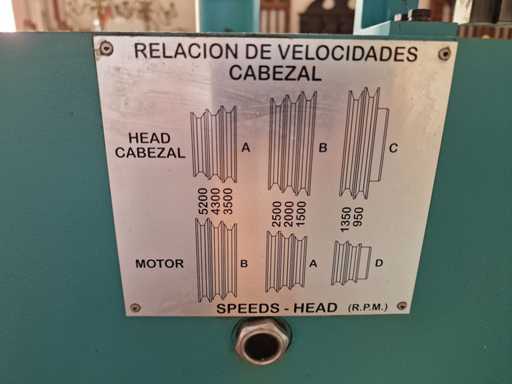 RELACION DE VELOCIDADES
CABEZAL
HEAD
CABEZAL
A
B
C
5200
4300
3500
2500
2000
1500
1350
950
MOTOR
B
A
D
SPEEDS - HEAD (R.P.M.)